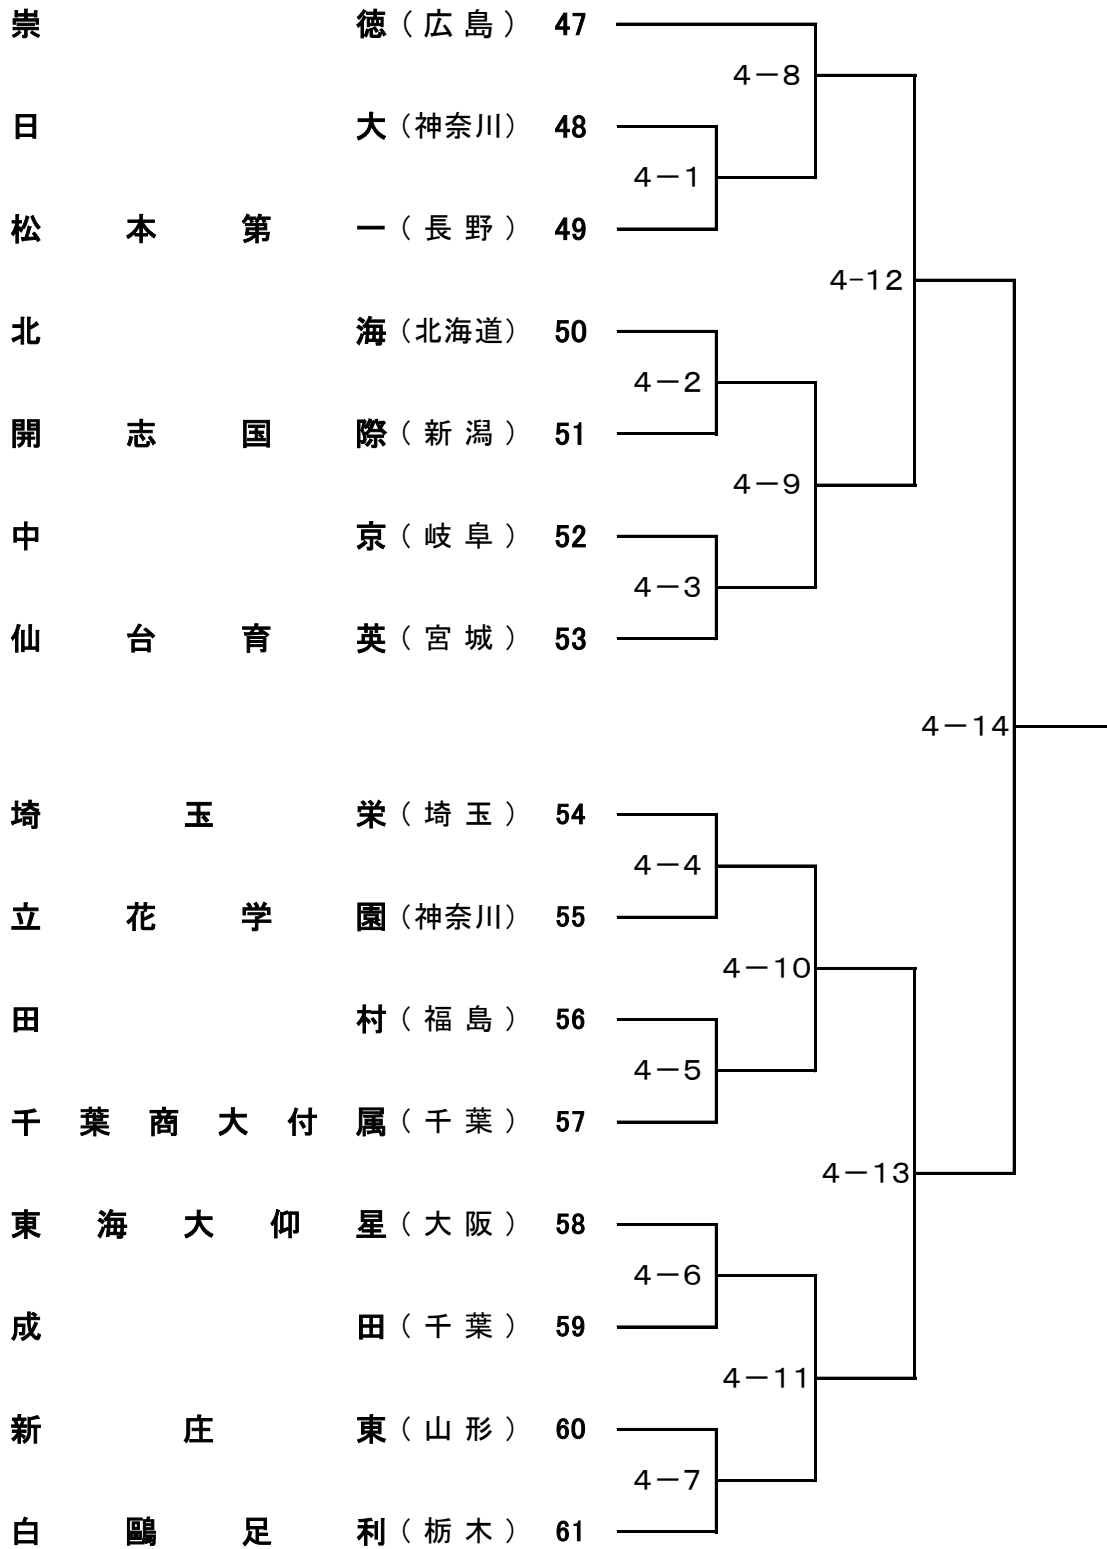 崇徳（広島） 47
4－8
日大（神奈川） 48
4－1
松本第一（長野） 49
4-12
北海（北海道） 50
4－2
開志国際（新潟） 51
4－9
中京（岐阜） 52
4－3
仙台育英（宮城） 53
4－14
埼玉栄（埼玉） 54
4－4
立花学園（神奈川） 55
4－10
田村（福島） 56
4－5
千葉商大付属（千葉） 57
4－13
東海大仰星（大阪） 58
4－6
成田（千葉） 59
4－11
新庄東（山形） 60
4－7
白鷗足利（栃木） 61